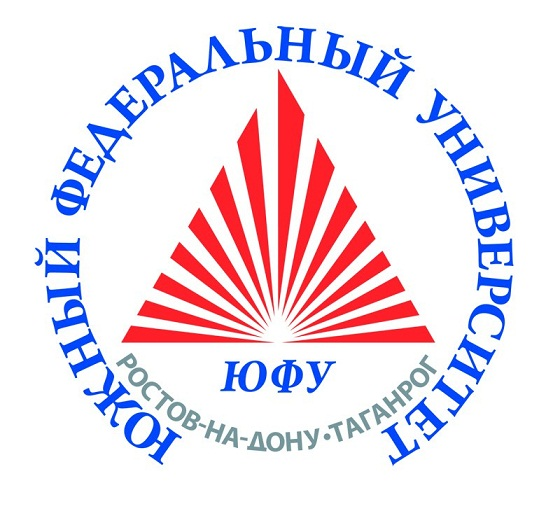 ЮЖНЫЙ ФЕДЕРАЛЬНЫЙ УНИВЕРСИТЕТ
ЮФУ
РОСТОВ-НА-ДОНУ•ТАГАНРОГ